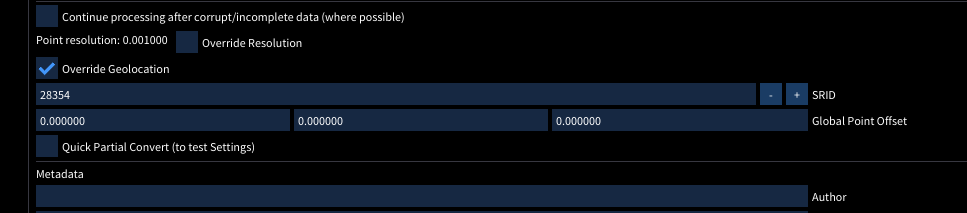 Continue processing after corrupt/incomplete data (where possible)
Point resolution: 0.001000 Override Resolution
Override Geolocation
28354 - + SRID
0.000000 0.000000 0.000000 Global Point Offset
Quick Partial Convert (to test Settings)
Metadata
Author